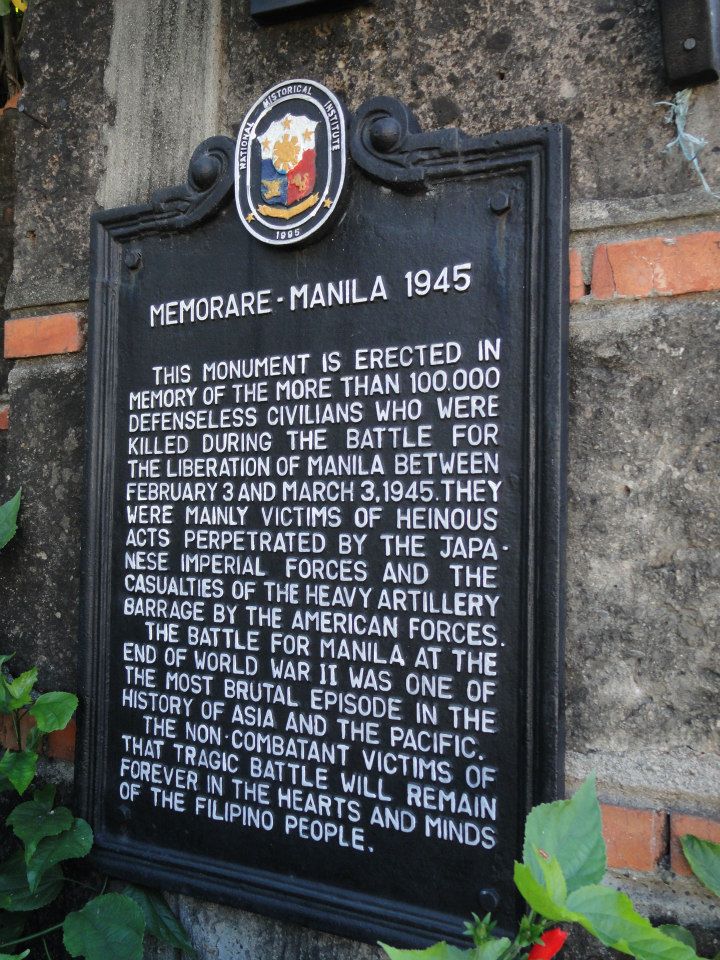 NATIONAL HISTORICAL INSTITUTE
1995
MEMORARE - MANILA 1945
THIS MONUMENT IS ERECTED IN
MEMORY OF THE MORE THAN 100.000
DEFENSELESS CIVILIANS WHO WERE
KILLED DURING THE BATTLE FOR
THE LIBERATION OF MANILA BETWEEN
FEBRUARY 3 AND MARCH 3, 1945. THEY
WERE MAINLY VICTIMS OF HEINOUS
ACTS PERPETRATED BY THE JAPA-
NESE IMPERIAL FORCES AND THE
CASUALTIES OF THE HEAVY ARTILLERY
BARRAGE BY THE AMERICAN FORCES.
THE BATTLE FOR MANILA AT THE
END OF WORLD WAR II WAS ONE OF
THE MOST BRUTAL EPISODE IN THE
HISTORY OF ASIA AND THE PACIFIC.
THE NON-COMBATANT VICTIMS OF
THAT TRAGIC BATTLE WILL REMAIN
FOREVER IN THE HEARTS AND MINDS
OF THE FILIPINO PEOPLE.